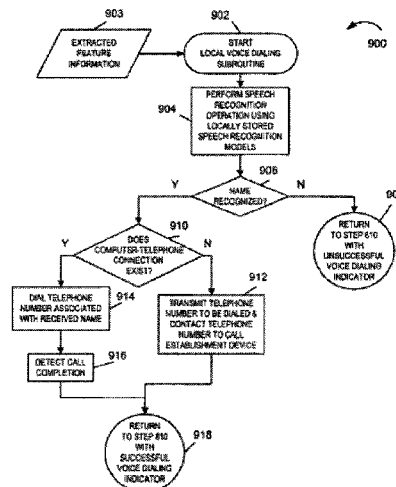 903
902
900
EXTRACTED
FEATURE
INFORMATION
START
LOCAL VOICE DIALING
SUBROUTINE
904
PERFORM SPEECH
RECOGNITION
OPERATION USING
LOCALLY STORED
SPEECH RECOGNITION
MODELS
906
Y
N
NAME
RECOGNIZED?
90
RETURN
TO STEP 610
WITH
UNSUCCESSFUL
VOICE DIALING
INDICATOR
910
Y
N
DOES
COMPUTER-TELEPHONE
CONNECTION
EXIST?
914
DIAL TELEPHONE
NUMBER ASSOCIATED
WITH RECEIVED NAME
912
TRANSMIT TELEPHONE
NUMBER TO BE DIALED &
CONTACT TELEPHONE
NUMBER TO CALL
ESTABLISHMENT DEVICE
916
DETECT CALL
COMPLETION
RETURN
TO STEP 610
WITH
SUCCESSFUL
VOICE DIALING
INDICATOR
918